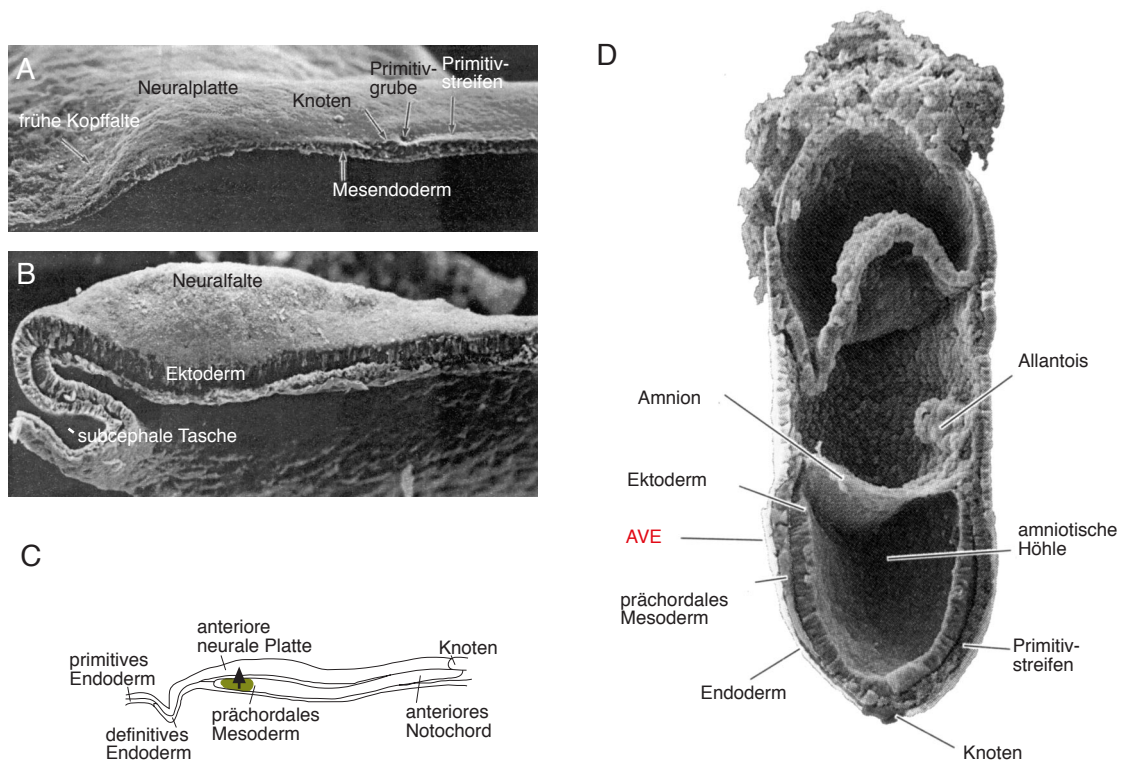 A
Neuralplatte
frühe Kopffalte
Knoten
Primitiv-
grube
Primitiv-
streifen
Mesendoderm
B
Neuralfalte
Ektoderm
subcephale Tasche
C
anteriore
neurale Platte
Knoten
primitives
Endoderm
definitives
Endoderm
prächordales
Mesoderm
anteriores
Notochord
D
Allantois
Amnion
Ektoderm
AVE
amniotische
Höhle
prächordales
Mesoderm
Primitiv-
streifen
Endoderm
Knoten